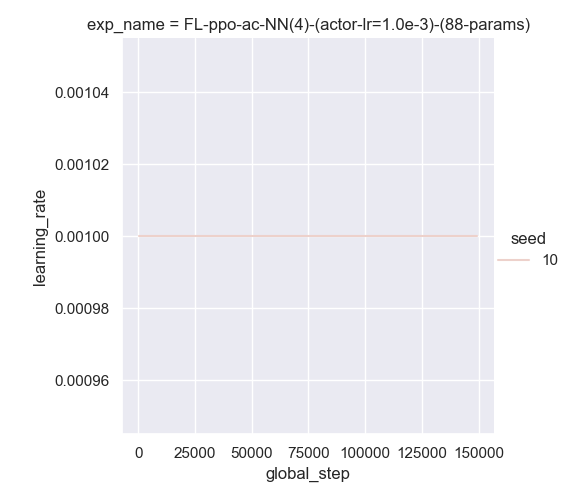 exp_name = FL-ppo-ac-NN(4)-(actor-lr=1.0e-3)-(88-params)
0.00104
0.00102
0.00100
0.00098
0.00096
learning_rate
0 25000 50000 75000 100000 125000 150000
global_step
seed
10